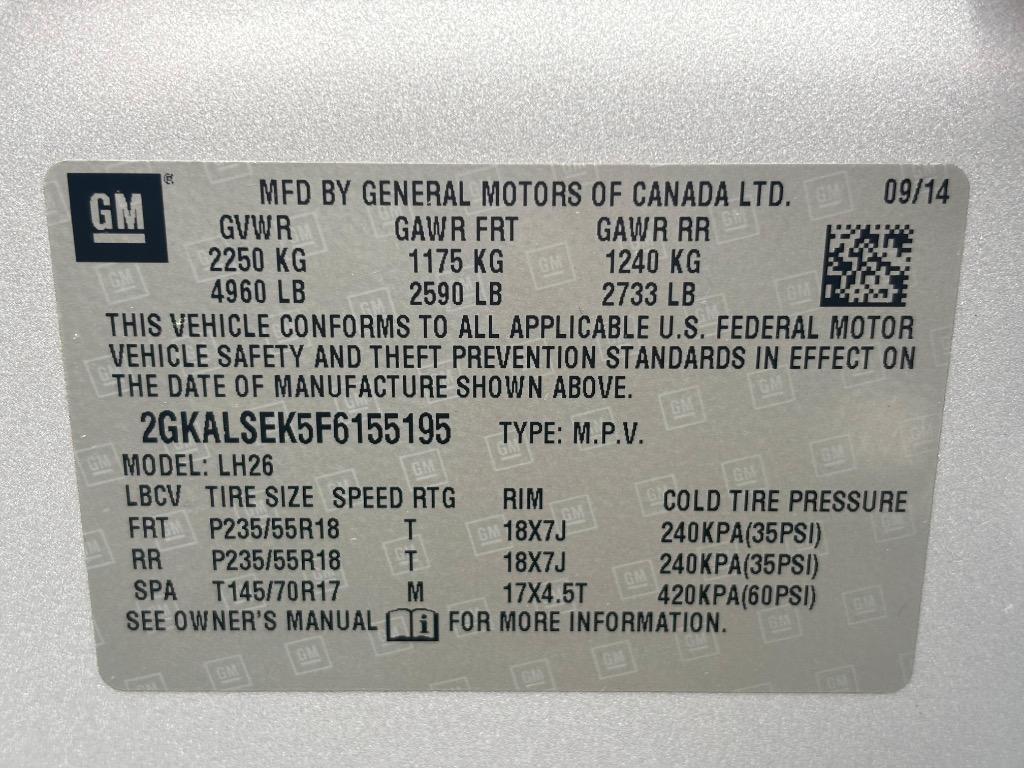 GM® MFD BY GENERAL MOTORS OF CANADA LTD. 09/14
GVWR GAWR FRT GAWR RR
2250 KG 1175 KG 1240 KG
4960 LB 2590 LB 2733 LB
THIS VEHICLE CONFORMS TO ALL APPLICABLE U.S. FEDERAL MOTOR
VEHICLE SAFETY AND THEFT PREVENTION STANDARDS IN EFFECT ON
THE DATE OF MANUFACTURE SHOWN ABOVE.
2GKALSEK5F6155195 TYPE: M.P.V.
MODEL: LH26
LBCV TIRE SIZE SPEED RTG RIM COLD TIRE PRESSURE
FRT P235/55R18 T 18X7J 240KPA(35PSI)
RR P235/55R18 T 18X7J 240KPA(35PSI)
SPA T145/70R17 M 17X4.5T 420KPA(60PSI)
SEE OWNER'S MANUAL i FOR MORE INFORMATION.